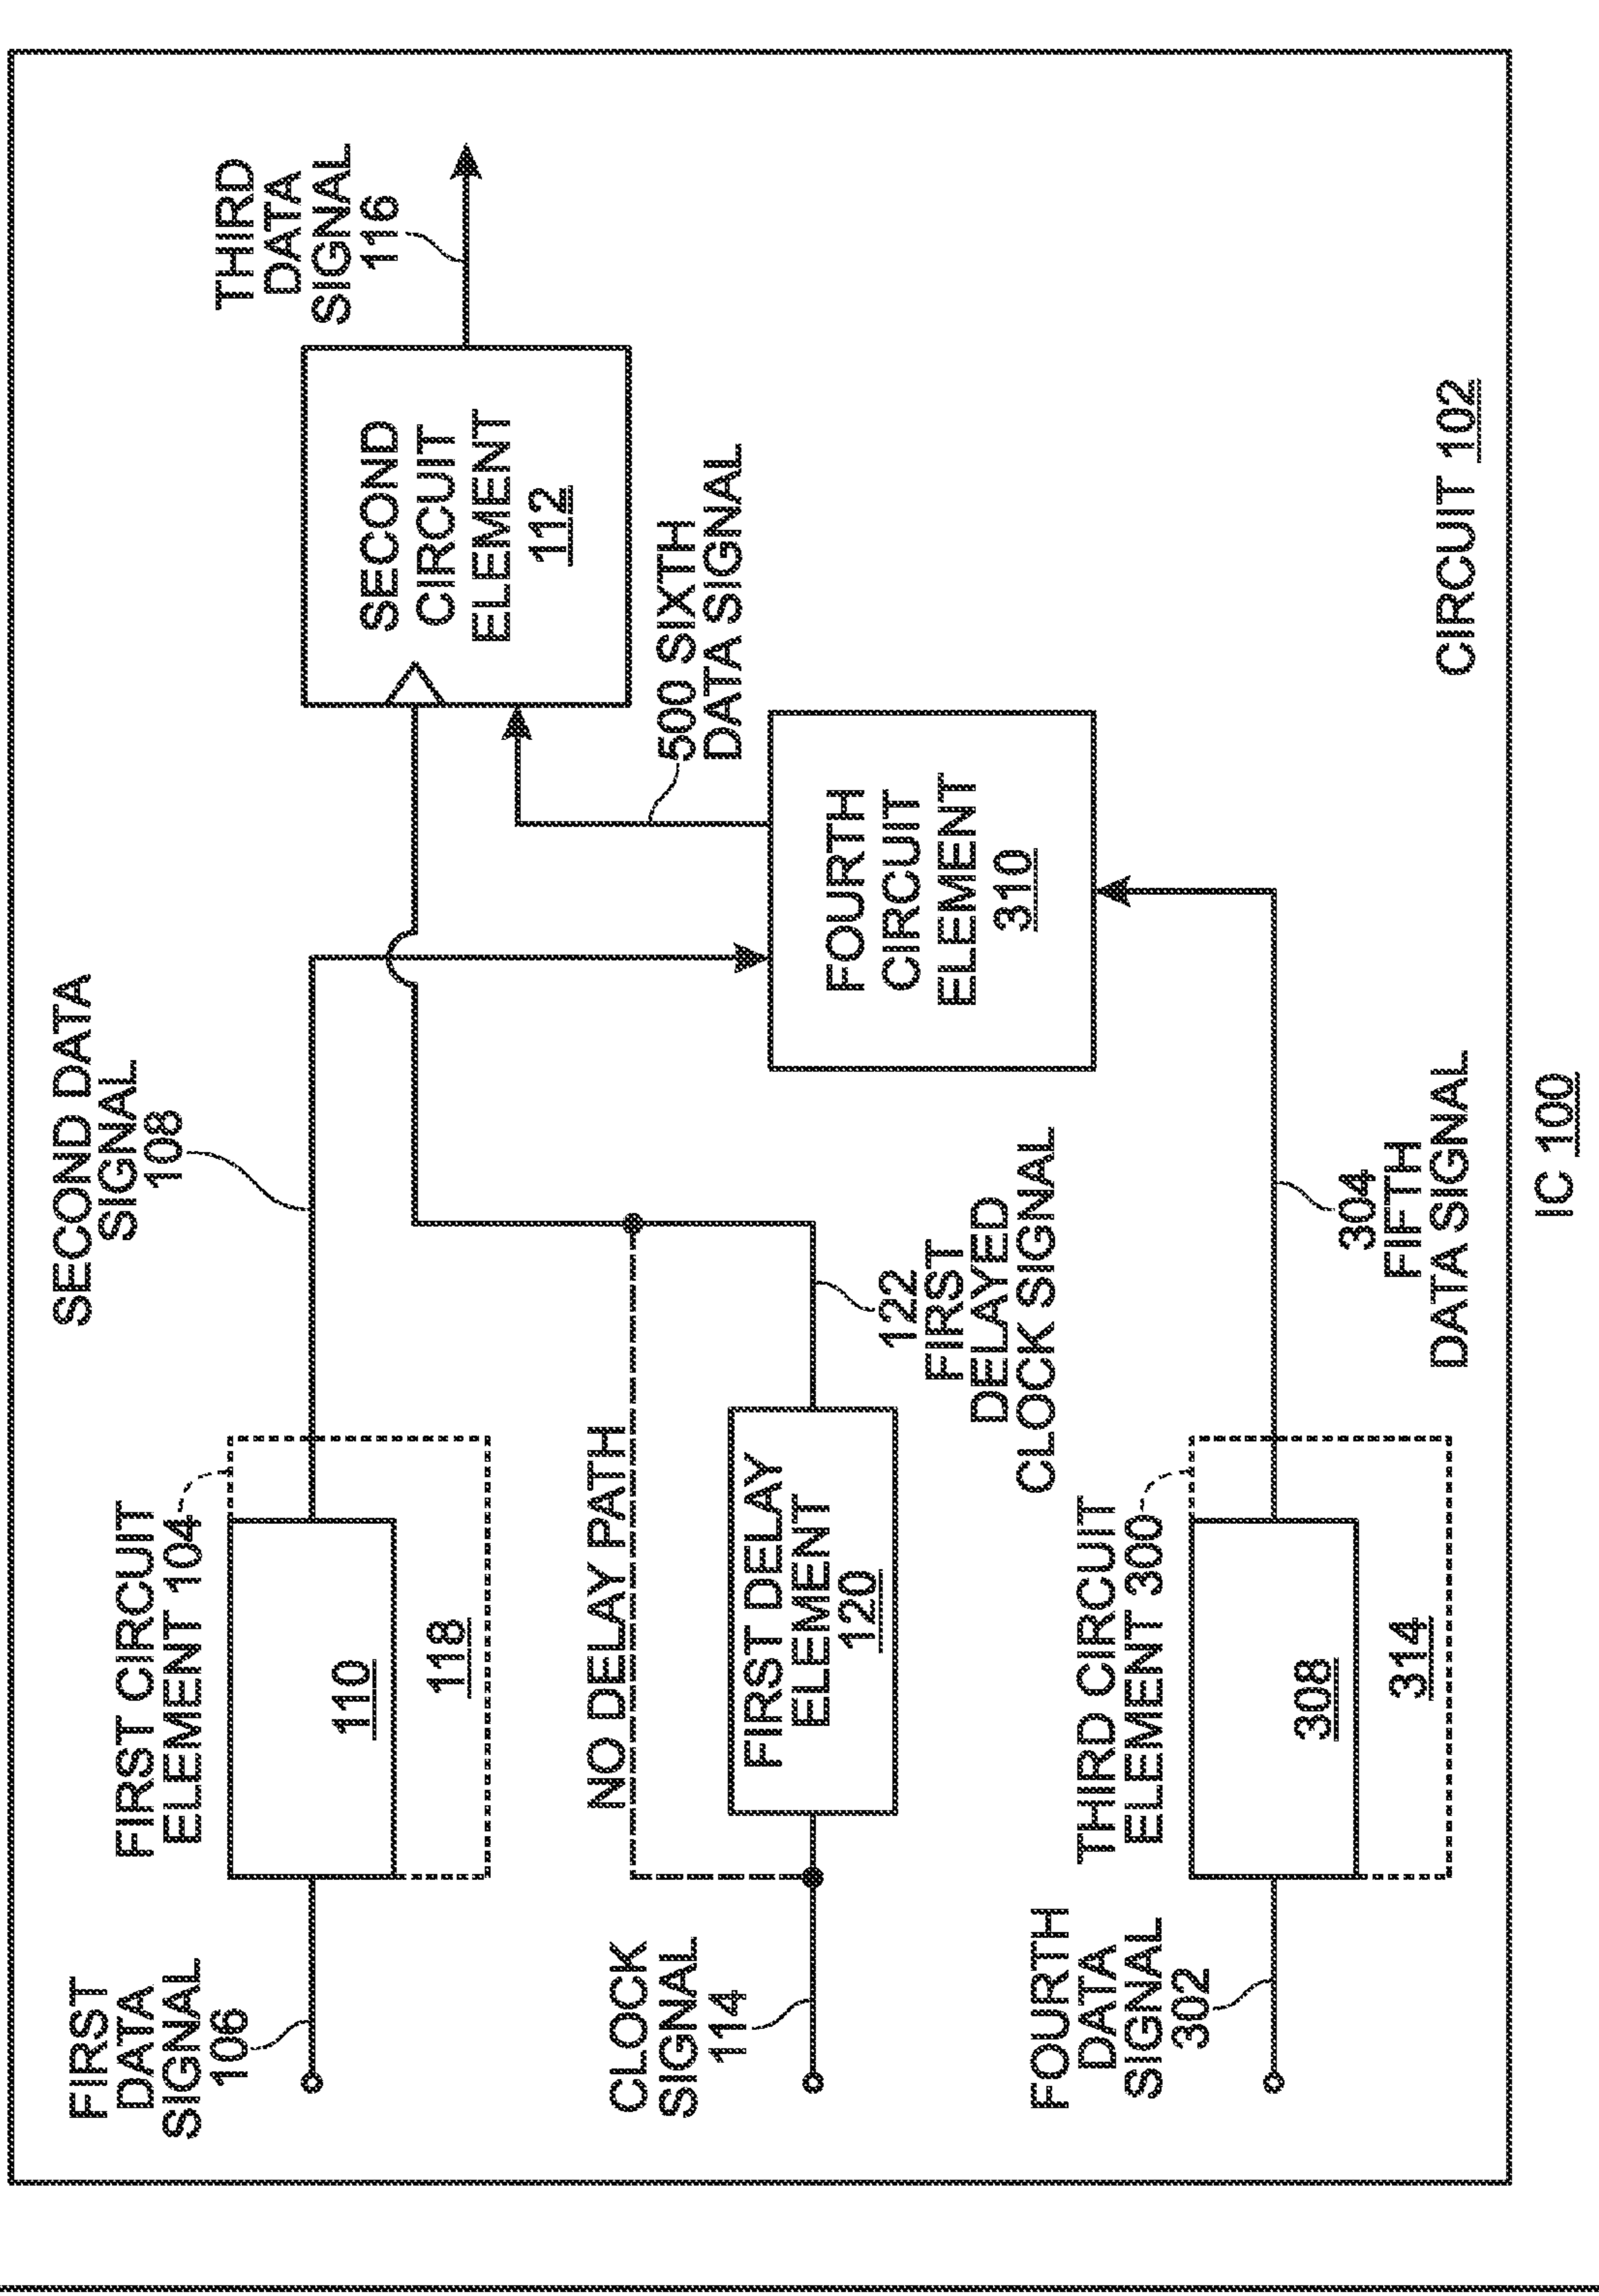 FIRST
DATA
SIGNAL
106
FIRST CIRCUIT
ELEMENT 104
110
118
SECOND DATA
SIGNAL
108
THIRD
DATA
SIGNAL
116
SECOND
CIRCUIT
ELEMENT
112
CLOCK
SIGNAL
114
NO DELAY PATH
FIRST DELAY
ELEMENT
120
122
FIRST
DELAYED
CLOCK SIGNAL
500 SIXTH
DATA SIGNAL
FOURTH
CIRCUIT
ELEMENT
310
FOURTH
DATA
SIGNAL
302
THIRD CIRCUIT
ELEMENT 300
308
314
304
FIFTH
DATA SIGNAL
CIRCUIT 102
IC 100